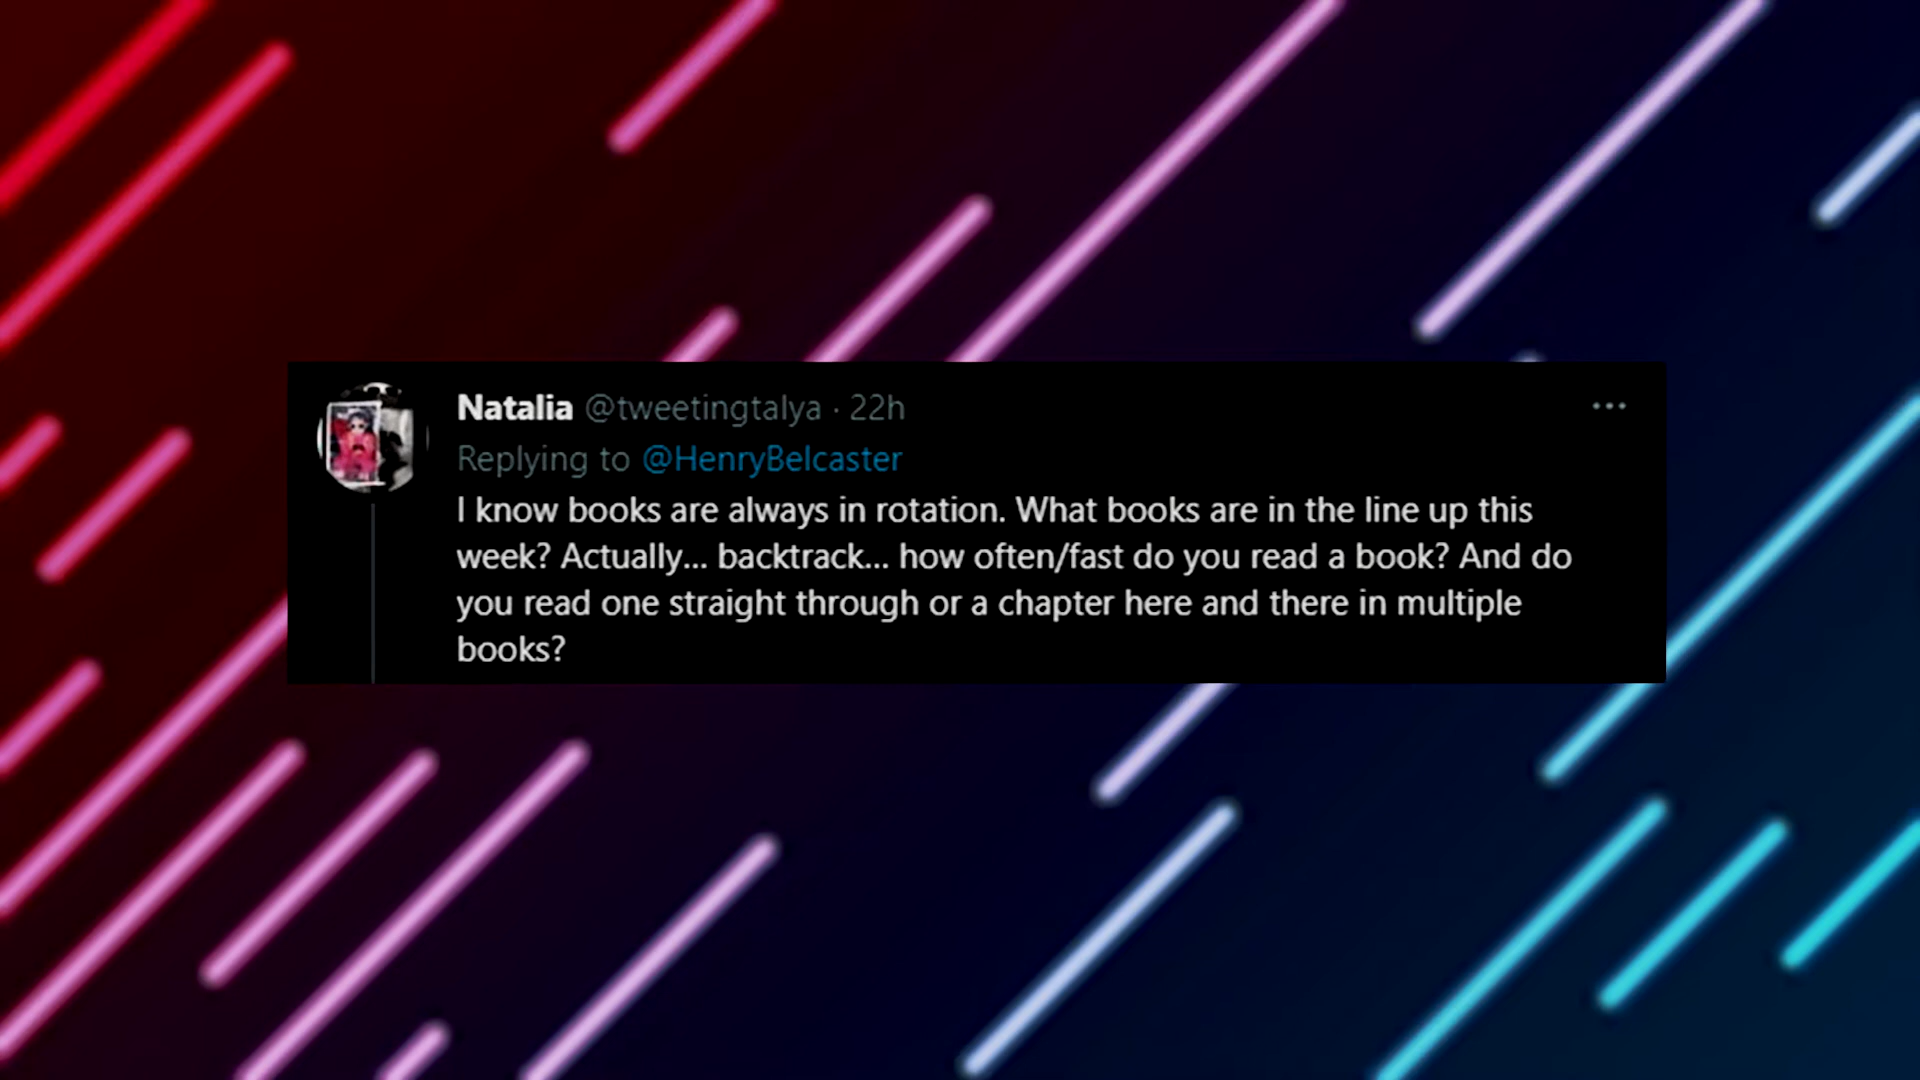 Natalia @tweetingtalya · 22h
Replying to @HenryBelcaster
I know books are always in rotation. What books are in the line up this
week? Actually... backtrack... how often/fast do you read a book? And do
you read one straight through or a chapter here and there in multiple
books?